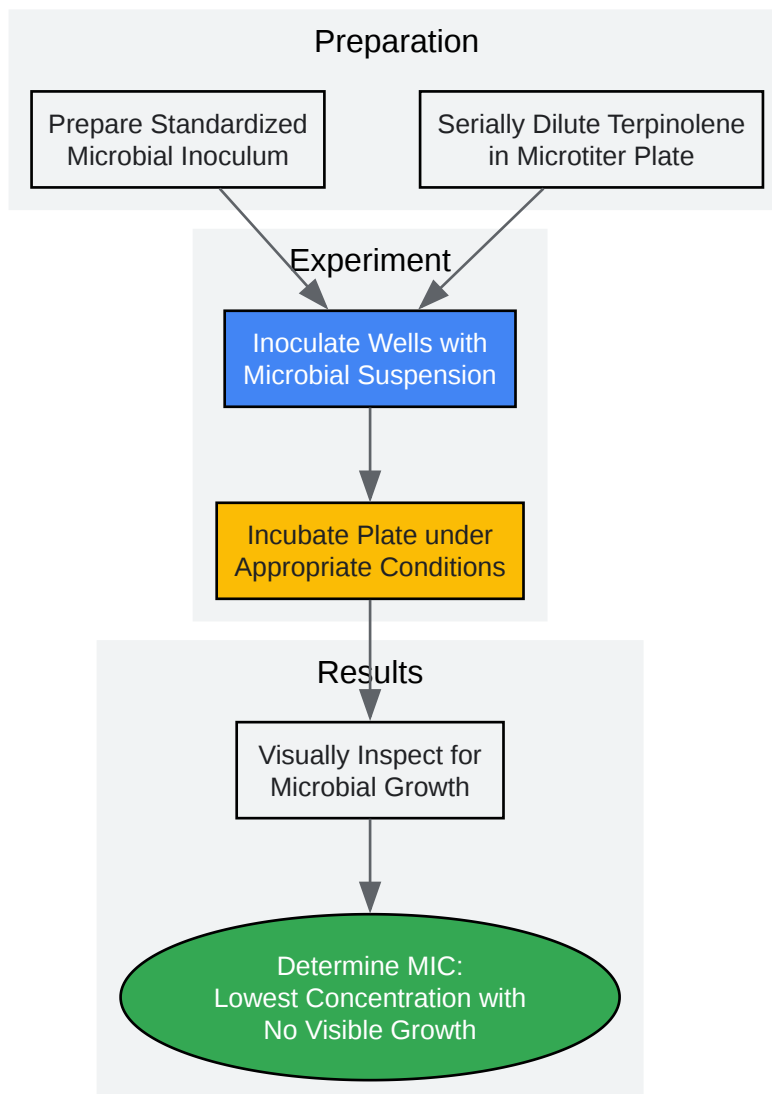 Preparation
Prepare Standardized
Microbial Inoculum
Serially Dilute Terpinolene
in Microtiter Plate
Experiment
Inoculate Wells with
Microbial Suspension
Incubate Plate under
Appropriate Conditions
Results
Visually Inspect for
Microbial Growth
Determine MIC:
Lowest Concentration with
No Visible Growth